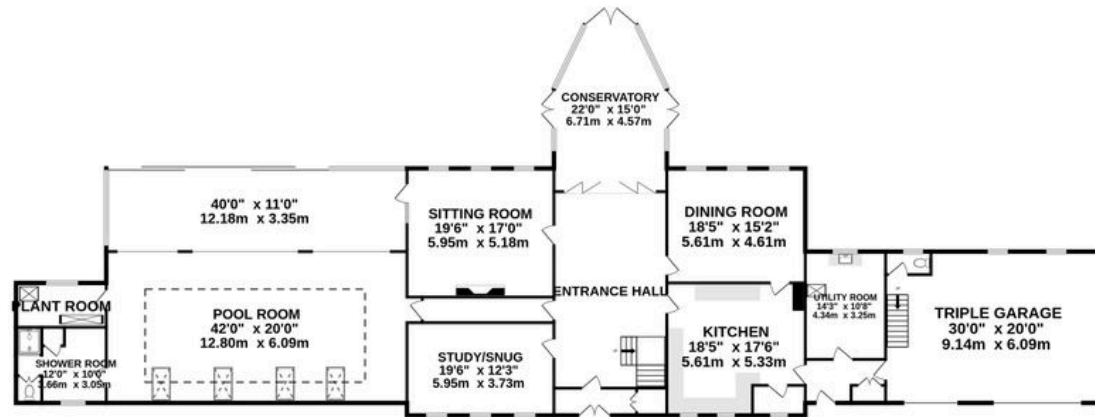 CONSERVATORY
22'0" x 15'0"
6.71m x 4.57m
40'0" x 11'0"
12.18m x 3.35m
SITTING ROOM
19'6" x 17'0"
5.95m x 5.18m
DINING ROOM
18'5" x 15'2"
5.61m x 4.61m
PLANT ROOM
POOL ROOM
42'0" x 20'0"
12.80m x 6.09m
ENTRANCE HALL
UTILITY ROOM
14'3" x 10'8"
4.34m x 3.25m
TRIPLE GARAGE
30'0" x 20'0"
9.14m x 6.09m
KITCHEN
18'5" x 17'6"
5.61m x 5.33m
STUDY/SNUG
19'6" x 12'3"
5.95m x 3.73m
SHOWER ROOM
12'0" x 10'0"
3.66m x 3.05m